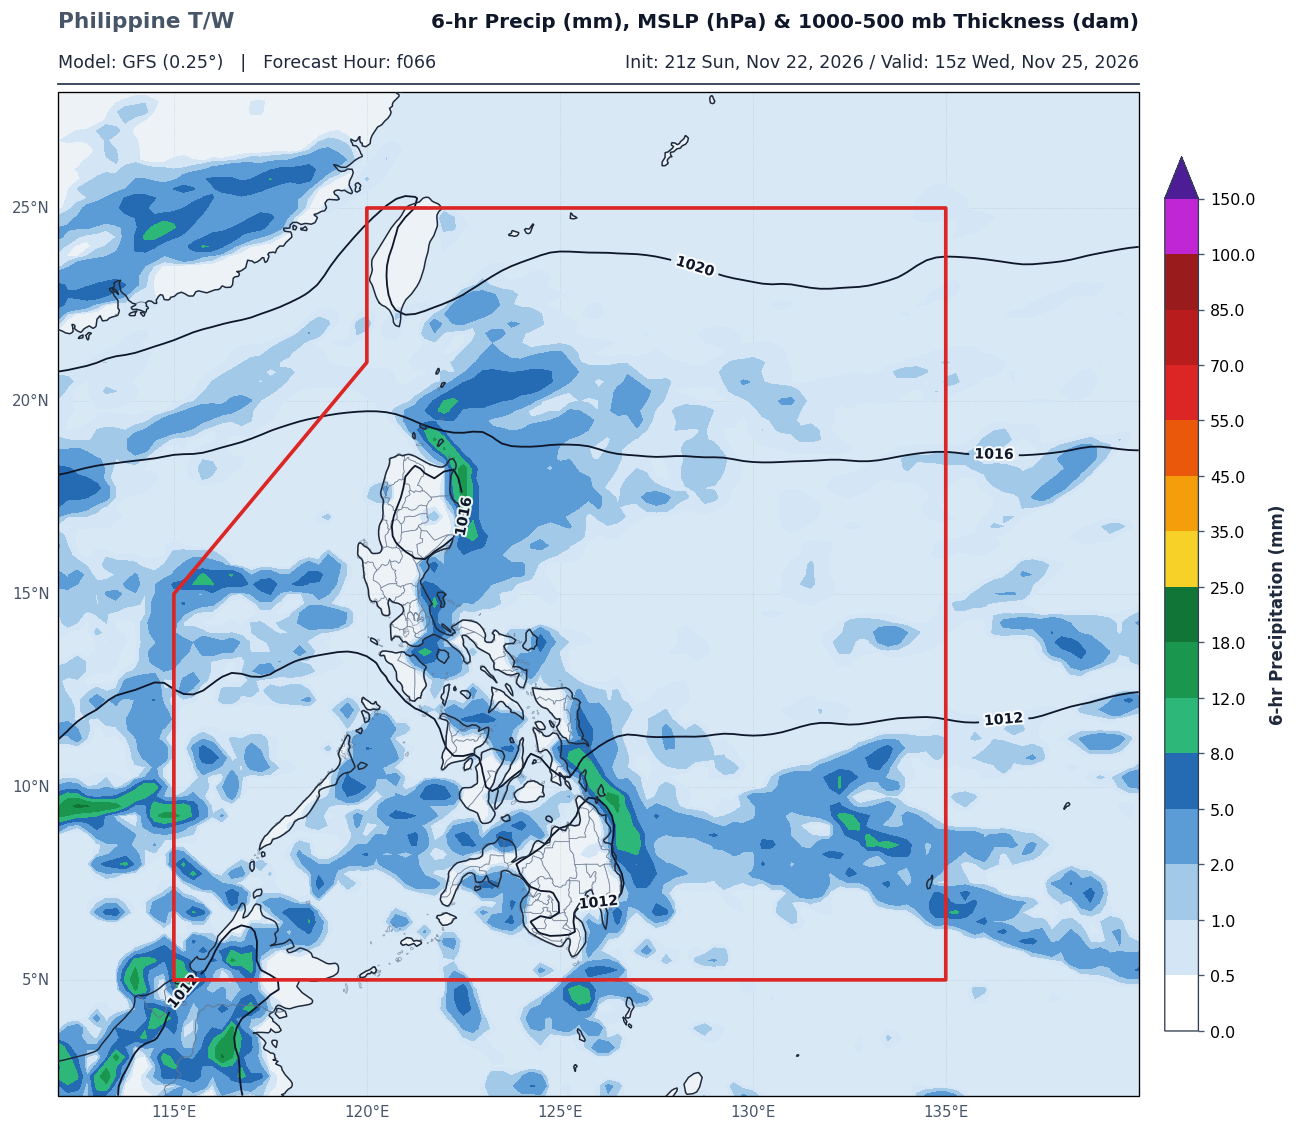 Philippine T/W
6-hr Precip (mm), MSLP (hPa) & 1000-500 mb Thickness (dam)
Model: GFS (0.25°) | Forecast Hour: f066
Init: 21z Sun, Nov 22, 2026 / Valid: 15z Wed, Nov 25, 2026
25°N
20°N
15°N
10°N
5°N
115°E
120°E
125°E
130°E
135°E
1020
1016
1016
1012
1012
1012
150.0
100.0
85.0
70.0
55.0
45.0
35.0
25.0
18.0
12.0
8.0
5.0
2.0
1.0
0.5
0.0
6-hr Precipitation (mm)